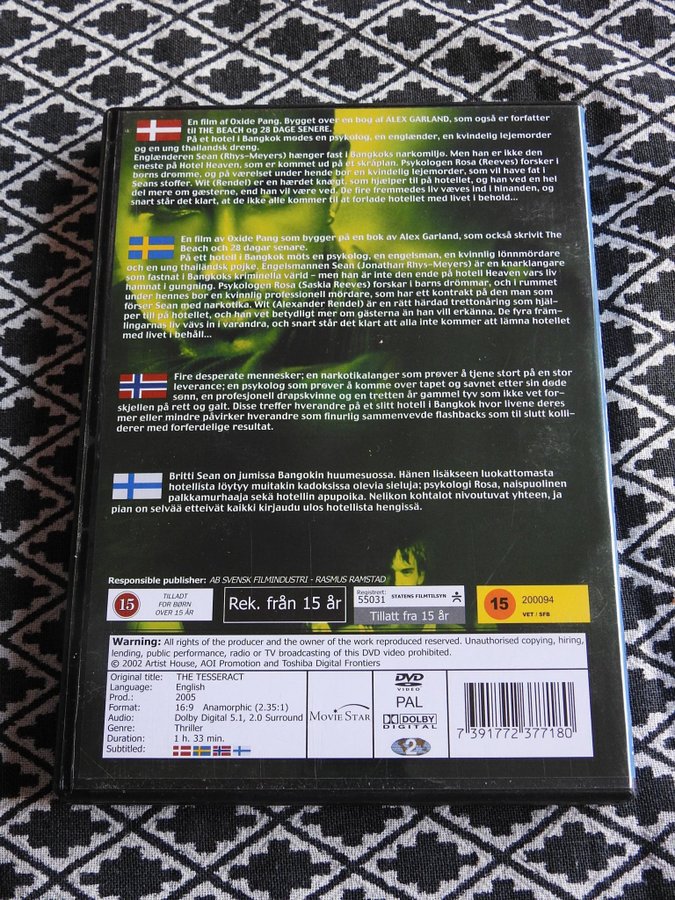 En film af Oxide Pang. Bygget over en bog af ALEX GARLAND, som også er forfatter
til THE BEACH og 28 DAGE SENERE.
På et hotel i Bangkok modes en psykolog, en englænder, en kvindelig lejemorder
og en ung thailandsk dreng.
Englænderen Sean (Rhys–Meyers) hænger fast i Bangkoks narkomiljø. Men han er ikke den
eneste på Hotel Heaven, som er kommet ud på et skråplan. Psykologen Rosa (Reeves) forsker i
borns drømme, og på værelset under hende bor en kvindelig lejemorder, som vil have fat i
Seans stoffer. Wit (Rendel) er en hærdet knægt, som hjælper til på hotellet, og han ved en hel
del mere om gæsterne, end han vil være ved. De fire fremmedes liv væves ind i hinanden, og
snart står det klart, at de ikke alle kommer til at forlade hotellet med livet i behold...
En film av Oxide Pang som bygger på en bok av Alex Garland, som också skrivit The
Beach och 28 dagar senare.
På ett hotell i Bangkok möts en psykolog, en engelsman, en kvinnlig lönnmördare
och en ung thailändsk pojke. Engelsmannen Sean (Jonathan Rhys–Meyers) är en knarklangare
som fastnat i Bangkoks kriminella värld – men han är inte den ende på hotell Heaven vars liv
hamnat i gungning. Psykologen Rosa (Saskia Reeves) forskar i barns drömmar, och i rummet
under hennes bor en kvinnlig professionell mördare, som har ett kontrakt på den man som
förser Sean med narkotika. Wit (Alexander Rendel) är en rätt härdad trettonåring som hjäl-
per till på hotellet, och han vet betydligt mer om gästerna än han vill erkänna. De fyra främ-
lingarnas liv vävs in i varandra, och snart står det klart att alla inte kommer att lämna hotellet
med livet i behåll...
Fire desperate mennesker: en narkotikalanger som prøver å tjene stort på en stor
leveranse; en psykolog som prøver å komme over tapet og savnet etter sin døde
sønn, en profesjonell drapskvinne og en tretten år gammel tyv som ikke vet for-
skjellen på rett og galt. Disse treffer hverandre på et slitt hotell i Bangkok hvor livene deres
mer eller mindre påvirker hverandre som finurlig sammenvevde flashbacks som til slutt kolli-
derer med forferdelige resultat.
Britti Sean on jumissa Bangokin huumesuossa. Hänen lisäkseen luokattomasta
hotellista löytyy muitakin kadoksissa olevia sieluja; psykologi Rosa, naispuolinen
palkkamurhaaja sekä hotellin apupoika. Nelikon kohtalot nivoutuvat yhteen, ja
pian on selvää etteivät kaikki kirjaudu ulos hotellista hengissä.
Responsible publisher: AB SVENSK FILMINDUSTRI - RASMUS RAMSTAD
15 TILLADT
FOR BØRN
OVER 15 ÅR
Rek. från 15 år
Registrert:
55031 STATENS FILMTILSYN
Tillatt fra 15 år
15 200094
VET / SFB
Warning: All rights of the producer and the owner of the work reproduced reserved. Unauthorised copying, hiring,
lending, public performance, radio or TV broadcasting of this DVD video prohibited.
© 2002 Artist House, AOI Promotion and Toshiba Digital Frontiers
Original title: THE TESSERACT
Language: English
Prod.: 2005
Format: 16:9 Anamorphic (2.35:1)
Audio: Dolby Digital 5.1, 2.0 Surround
Genre: Thriller
Duration: 1 h. 33 min.
Subtitled:
MOVIE STAR
DVD
VIDEO
PAL
DOLBY
DIGITAL
2
7 391772 377180